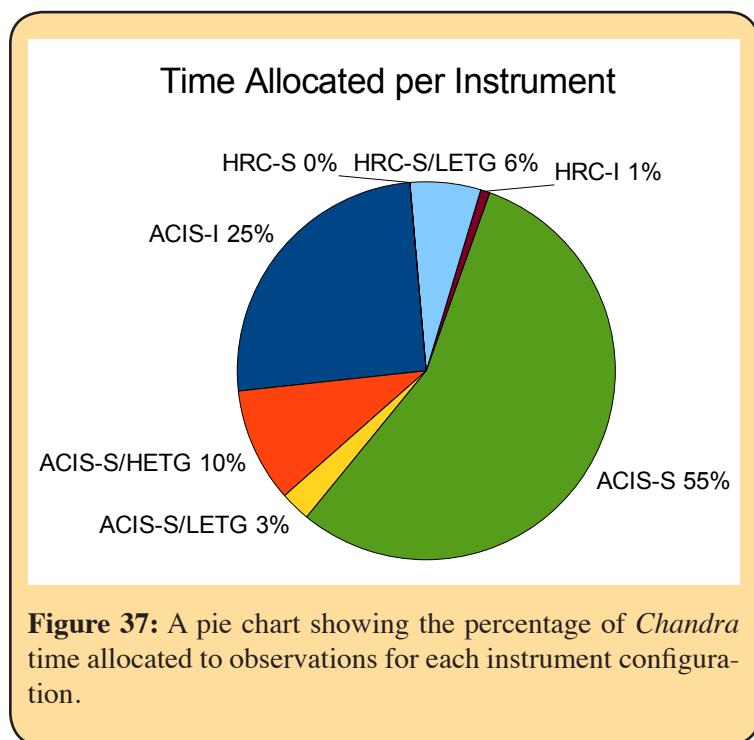 Time Allocated per Instrument
HRC-S 0%
HRC-S/LETG 6%
HRC-I 1%
ACIS-I 25%
ACIS-S/HETG 10%
ACIS-S 55%
ACIS-S/LETG 3%
Figure 37: A pie chart showing the percentage of Chandra
time allocated to observations for each instrument configura-
tion.